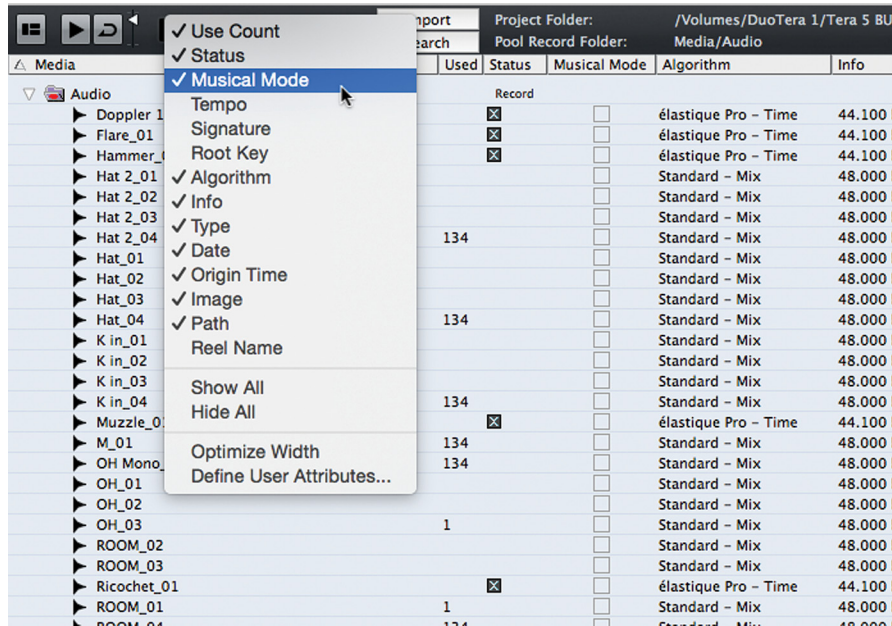 mport Project Folder: /Volumes/DuoTera 1/Tera 5 BU
earch Pool Record Folder: Media/Audio
Media Used Status Musical Mode Algorithm Info
Use Count
Status
Musical Mode
Tempo
Signature
Root Key
Algorithm
Info
Type
Date
Origin Time
Image
Path
Reel Name
Show All
Hide All
Optimize Width
Define User Attributes...
Audio Record
Doppler 1 élastique Pro - Time 44.100
Flare_01 élastique Pro - Time 44.100
Hammer_ élastique Pro - Time 44.100
Hat 2_01 Standard - Mix 48.000
Hat 2_02 Standard - Mix 48.000
Hat 2_03 Standard - Mix 48.000
Hat 2_04 134 Standard - Mix 48.000
Hat_01 Standard - Mix 48.000
Hat_02 Standard - Mix 48.000
Hat_03 Standard - Mix 48.000
Hat_04 134 Standard - Mix 48.000
K in_01 Standard - Mix 48.000
K in_02 Standard - Mix 48.000
K in_03 Standard - Mix 48.000
K in_04 134 Standard - Mix 48.000
Muzzle_0 élastique Pro - Time 44.100
M_01 134 Standard - Mix 48.000
OH Mono_ 134 Standard - Mix 48.000
OH_01 Standard - Mix 48.000
OH_02 Standard - Mix 48.000
OH_03 1 Standard - Mix 48.000
ROOM_02 Standard - Mix 48.000
ROOM_03 Standard - Mix 48.000
Ricochet_01 élastique Pro - Time 44.100
ROOM_01 1 Standard - Mix 48.000
ROOM_04 134 Standard - Mix 48.000